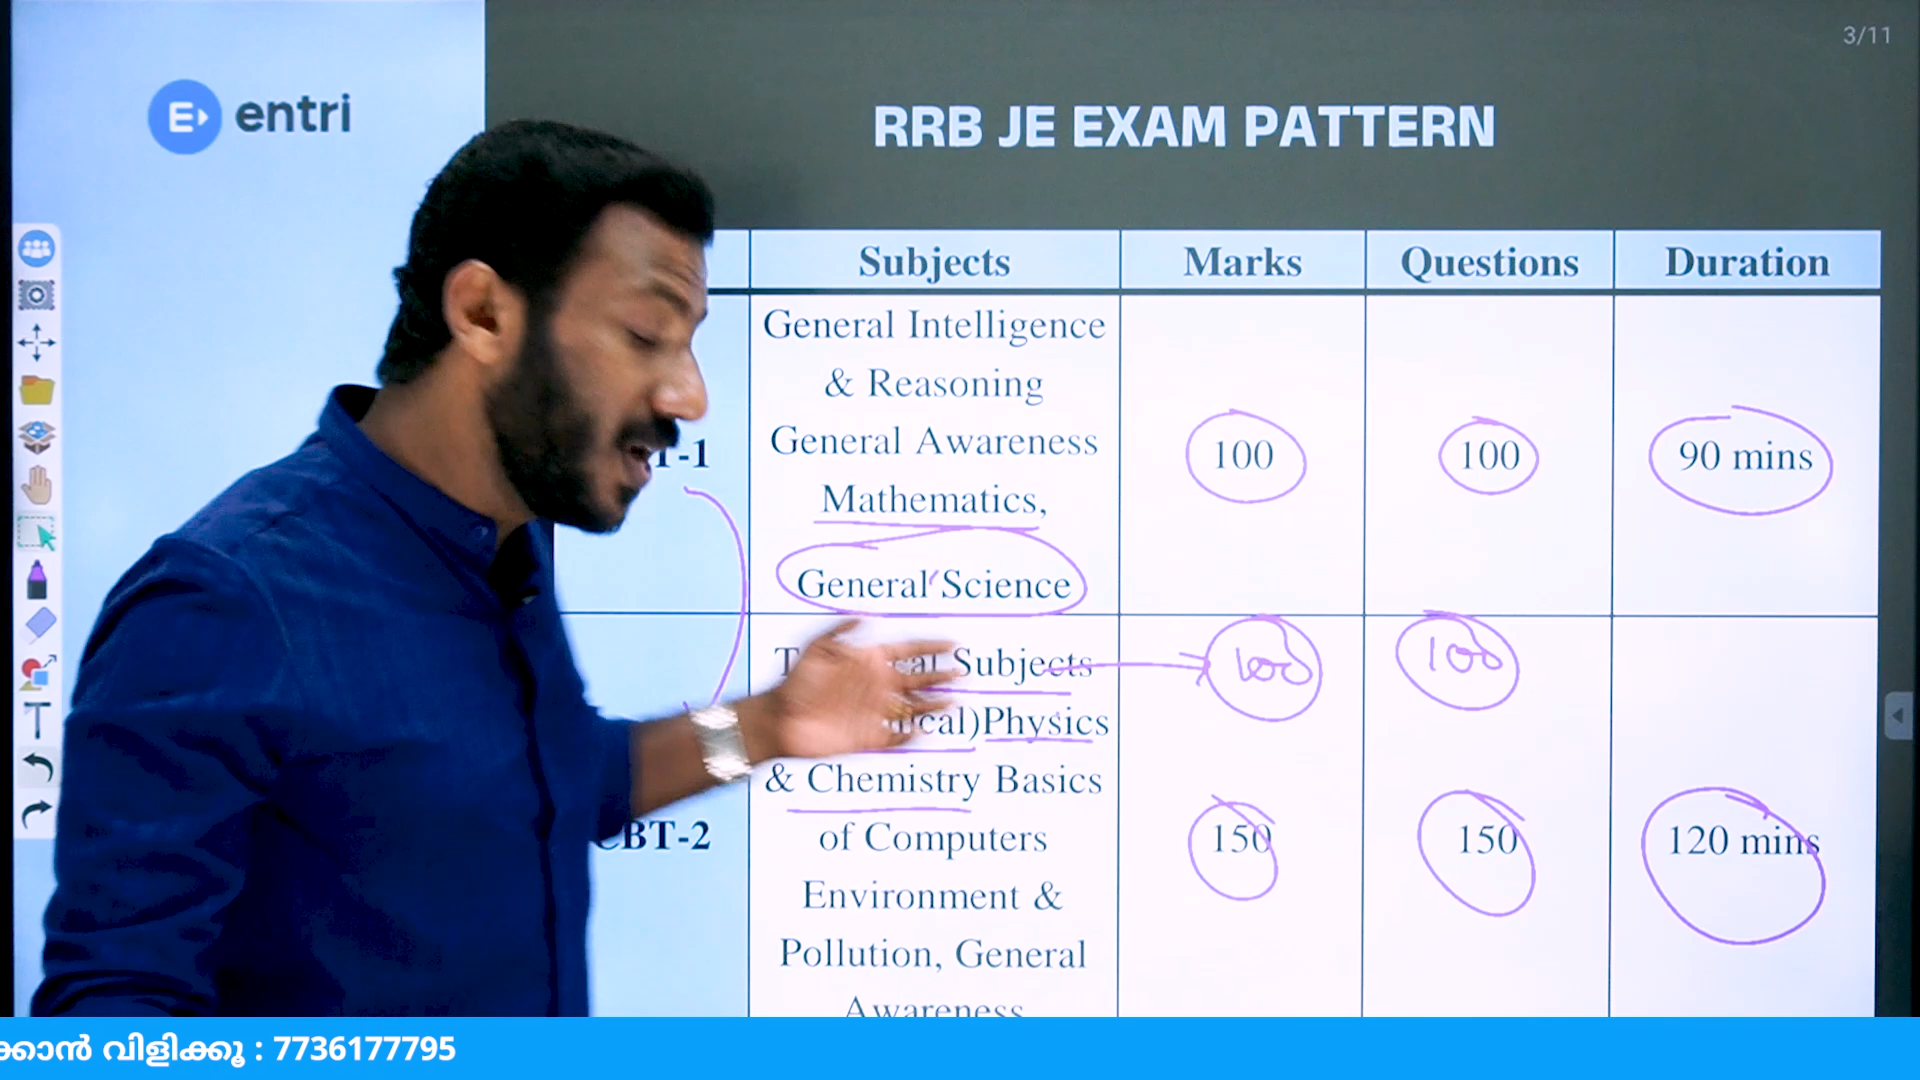 3/11
entri
RRB JE EXAM PATTERN
Subjects Marks Questions Duration
General Intelligence
& Reasoning
General Awareness
Mathematics,
General Science
100 100 90 mins
Subjects 100 100
Physics
& Chemistry Basics
of Computers
Environment &
Pollution, General
Awareness
CBT-2 150 150 120 mins
ക്കാൻ വിളിക്കൂ : 7736177795